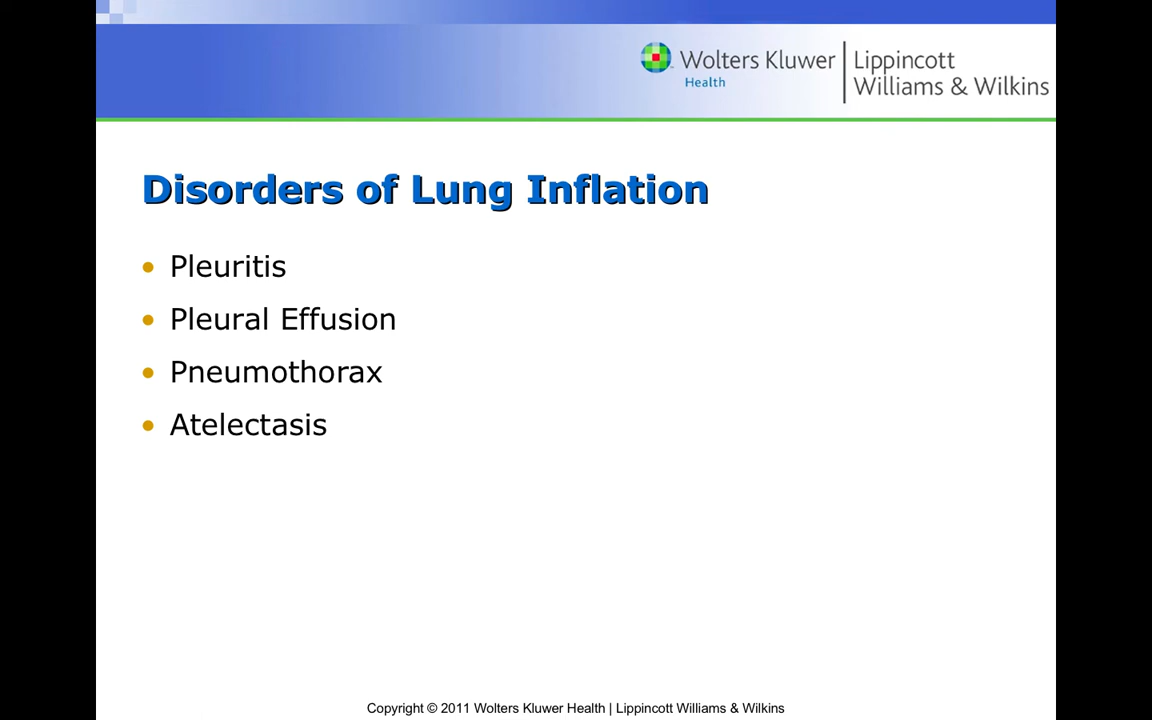 Wolters Kluwer
Health
Lippincott
Williams & Wilkins
Disorders of Lung Inflation
• Pleuritis
• Pleural Effusion
• Pneumothorax
• Atelectasis
Copyright © 2011 Wolters Kluwer Health | Lippincott Williams & Wilkins